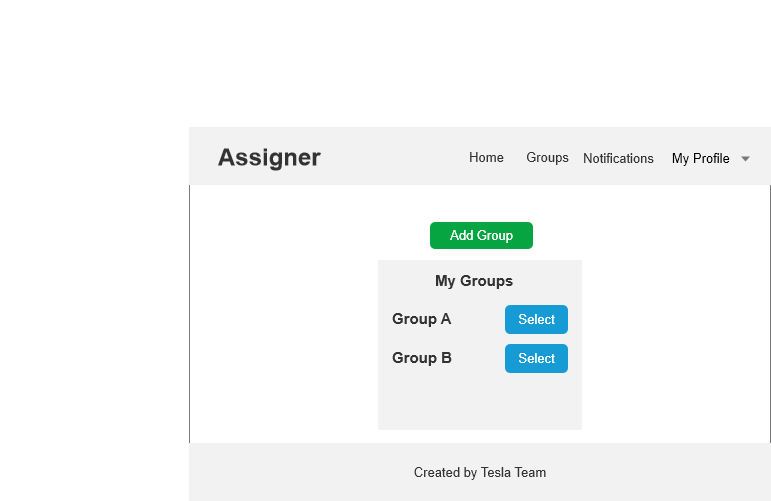 Assigner
Home Groups Notifications My Profile
Add Group
My Groups
Group A Select
Group B Select
Created by Tesla Team